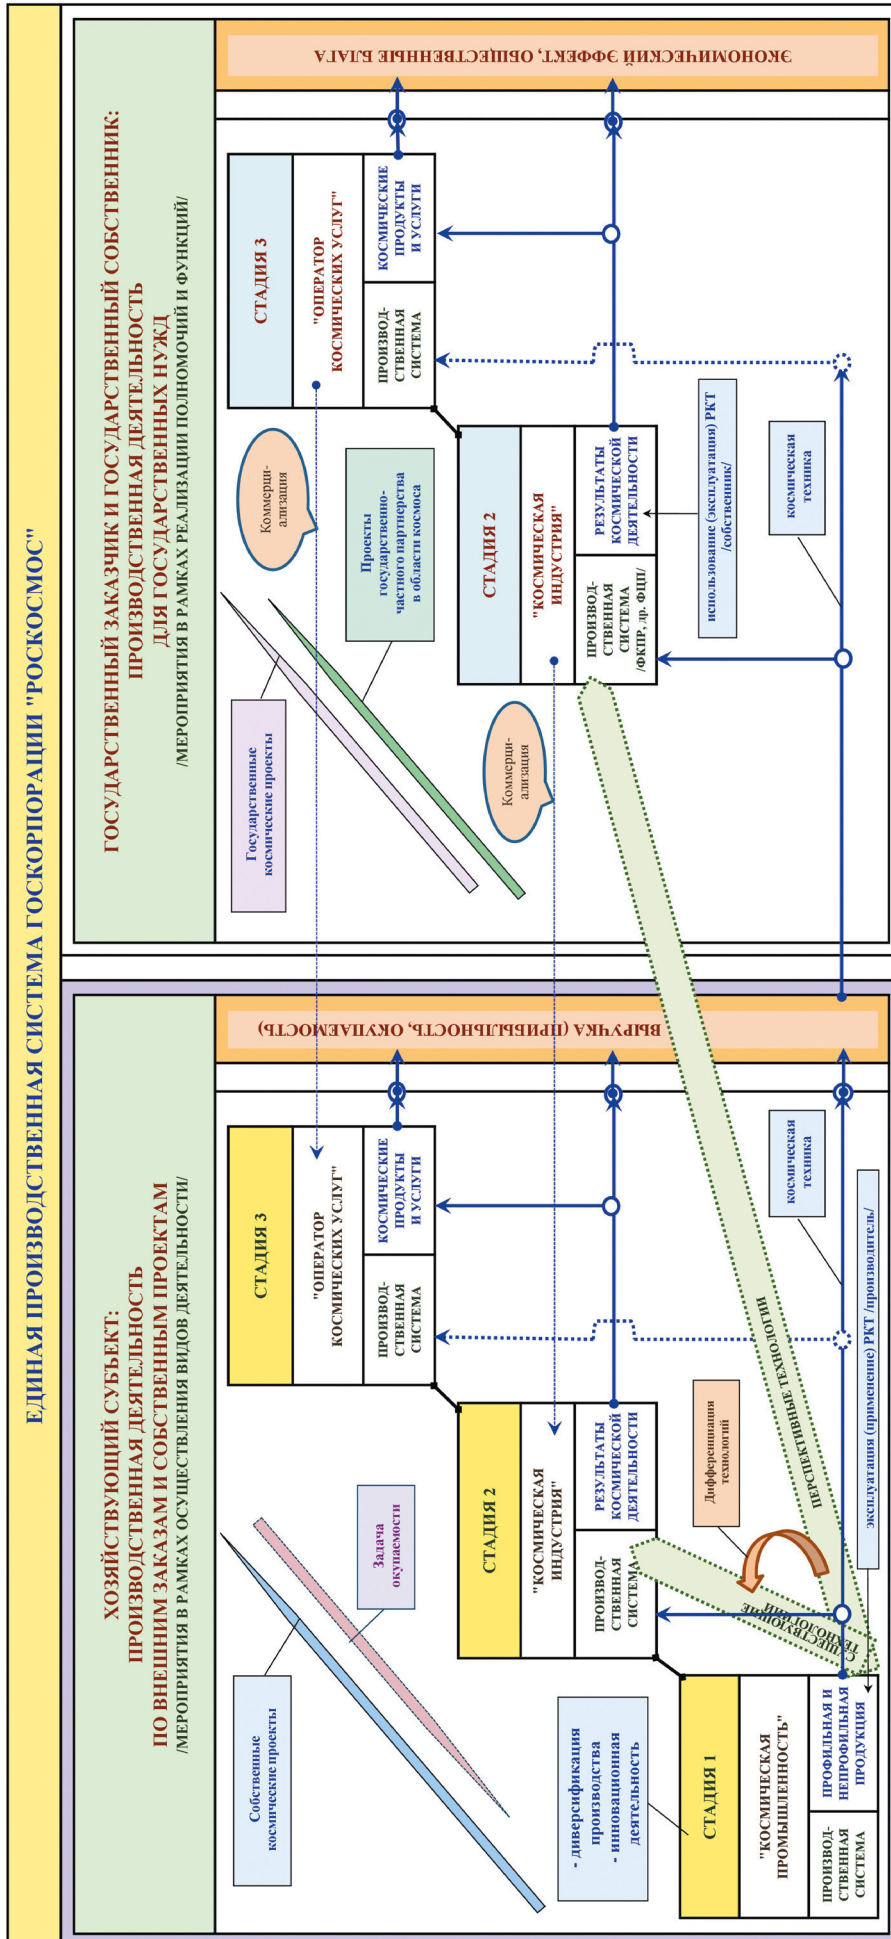 ЕДИНАЯ ПРОИЗВОДСТВЕННАЯ СИСТЕМА ГОСКОРПОРАЦИИ "РОСКОСМОС"
ХОЗЯЙСТВУЮЩИЙ СУБЪЕКТ:
ПРОИЗВОДСТВЕННАЯ ДЕЯТЕЛЬНОСТЬ
ПО ВНЕШНИМ ЗАКАЗАМ И СОБСТВЕННЫМ ПРОЕКТАМ
/МЕРОПРИЯТИЯ В РАМКАХ ОСУЩЕСТВЛЕНИЯ ВИДОВ ДЕЯТЕЛЬНОСТИ/
Собственные
космические проекты
Задача
окупаемости
- диверсификация
производства
- инновационная
деятельность
СТАДИЯ 1
"КОСМИЧЕСКАЯ
ПРОМЫШЛЕННОСТЬ"
ПРОИЗВОД-
СТВЕННАЯ
СИСТЕМА
ПРОФИЛЬНАЯ И
НЕПРОФИЛЬНАЯ
ПРОДУКЦИЯ
СТАДИЯ 2
"КОСМИЧЕСКАЯ
ИНДУСТРИЯ"
ПРОИЗВОД-
СТВЕННАЯ
СИСТЕМА
РЕЗУЛЬТАТЫ
КОСМИЧЕСКОЙ
ДЕЯТЕЛЬНОСТИ
СТАДИЯ 3
"ОПЕРАТОР
КОСМИЧЕСКИХ УСЛУГ"
ПРОИЗВОД-
СТВЕННАЯ
СИСТЕМА
КОСМИЧЕСКИЕ
ПРОДУКТЫ
И УСЛУГИ
СУЩЕСТВУЮЩИЕ
ТЕХНОЛОГИИ
Дифференциация
технологий
ПЕРСПЕКТИВНЫЕ ТЕХНОЛОГИИ
эксплуатация (применение) РКТ /производитель/
космическая
техника
ВЫРУЧКА (ПРИБЫЛЬНОСТЬ, ОКУПАЕМОСТЬ)
ГОСУДАРСТВЕННЫЙ ЗАКАЗЧИК И ГОСУДАРСТВЕННЫЙ СОБСТВЕННИК:
ПРОИЗВОДСТВЕННАЯ ДЕЯТЕЛЬНОСТЬ
ДЛЯ ГОСУДАРСТВЕННЫХ НУЖД
/МЕРОПРИЯТИЯ В РАМКАХ РЕАЛИЗАЦИИ ПОЛНОМОЧИЙ И ФУНКЦИЙ/
Государственные
космические проекты
Проекты
государственно-
частного партнерства
в области космоса
Коммерци-
ализация
Коммерци-
ализация
СТАДИЯ 2
"КОСМИЧЕСКАЯ
ИНДУСТРИЯ"
ПРОИЗВОД-
СТВЕННАЯ
СИСТЕМА
/ФКПР, др. ФЦП/
РЕЗУЛЬТАТЫ
КОСМИЧЕСКОЙ
ДЕЯТЕЛЬНОСТИ
СТАДИЯ 3
"ОПЕРАТОР
КОСМИЧЕСКИХ УСЛУГ"
ПРОИЗВОД-
СТВЕННАЯ
СИСТЕМА
КОСМИЧЕСКИЕ
ПРОДУКТЫ
И УСЛУГИ
использование (эксплуатация) РКТ
/собственник/
космическая
техника
ЭКОНОМИЧЕСКИЙ ЭФФЕКТ, ОБЩЕСТВЕННЫЕ БЛАГА